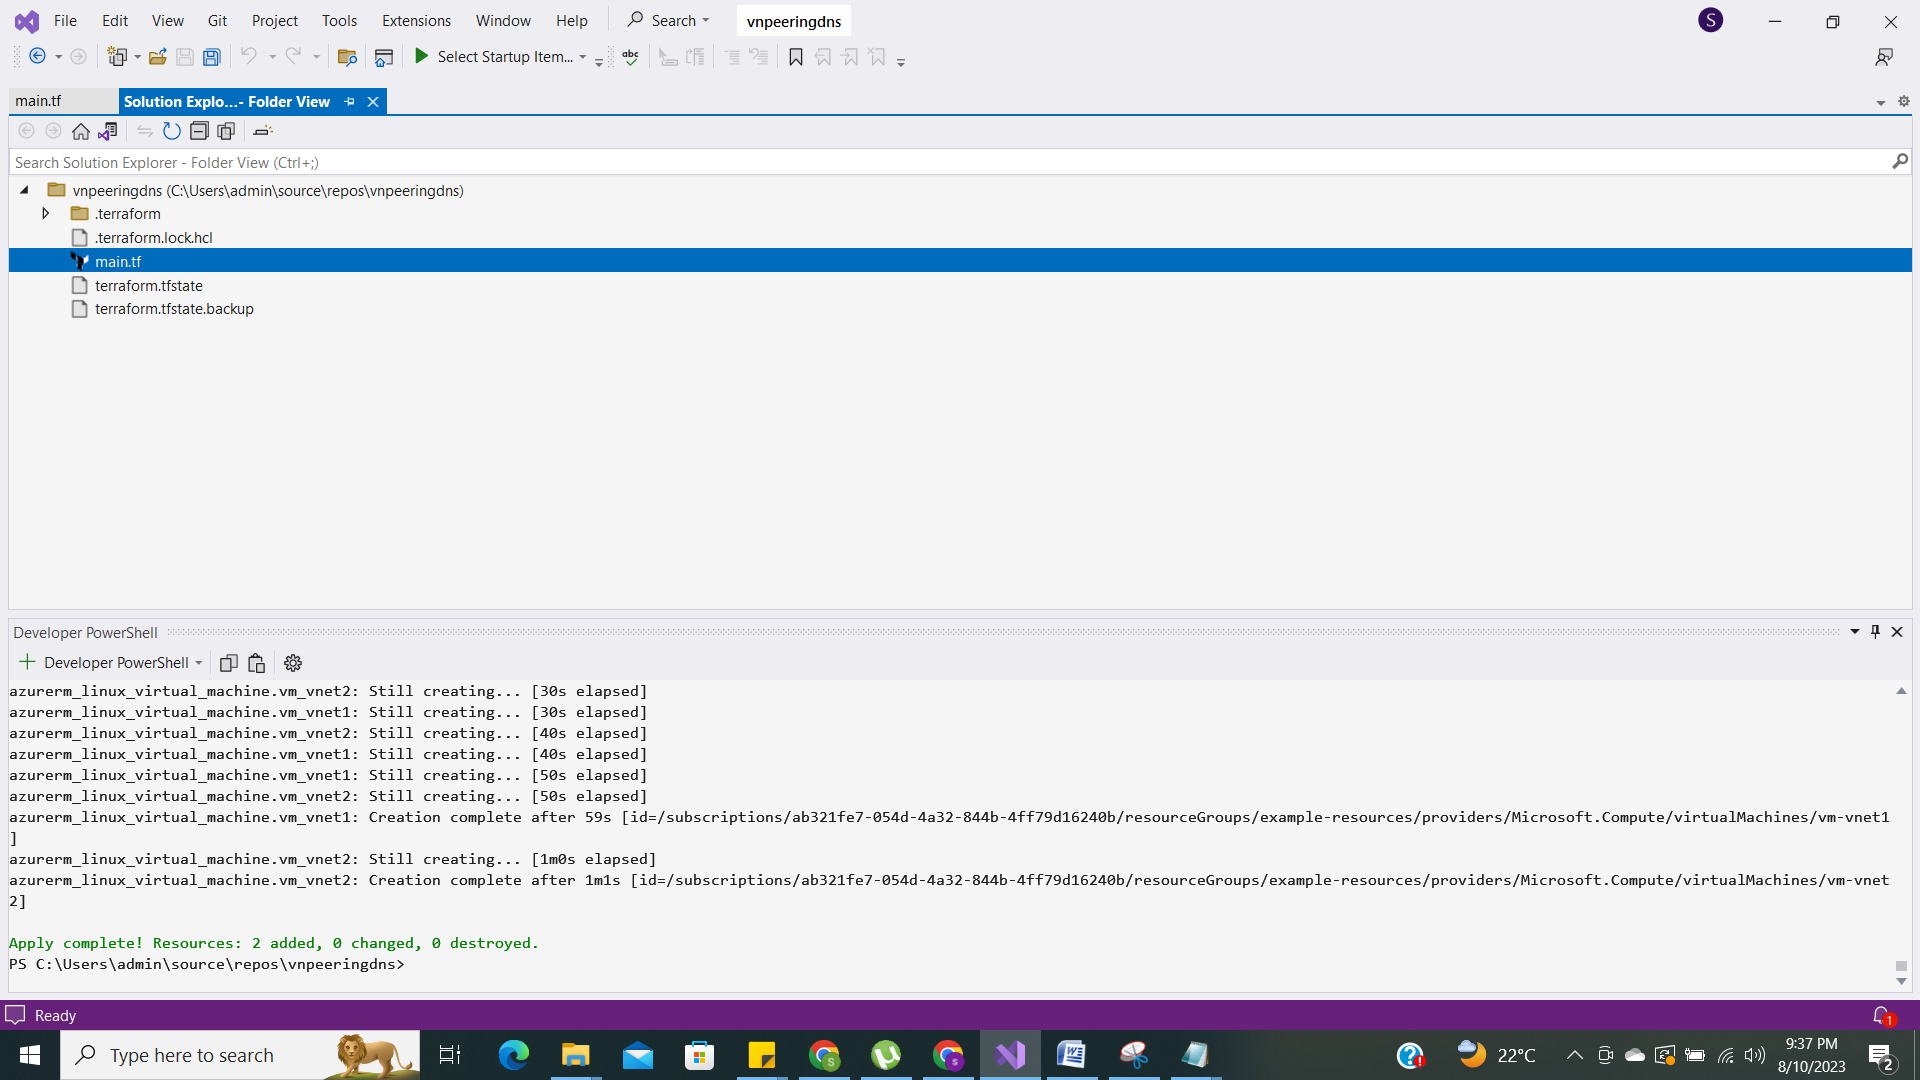 File Edit View Git Project Tools Extensions Window Help Search vnpeeringdns S
Select Startup Item... abc
main.tf Solution Explo...- Folder View
Search Solution Explorer - Folder View (Ctrl+;)
vnpeeringdns (C:\Users\admin\source\repos\vnpeeringdns)
.terraform
.terraform.lock.hcl
main.tf
terraform.tfstate
terraform.tfstate.backup
Developer PowerShell
Developer PowerShell
azurerm_linux_virtual_machine.vm_vnet2: Still creating... [30s elapsed]
azurerm_linux_virtual_machine.vm_vnet1: Still creating... [30s elapsed]
azurerm_linux_virtual_machine.vm_vnet2: Still creating... [40s elapsed]
azurerm_linux_virtual_machine.vm_vnet1: Still creating... [40s elapsed]
azurerm_linux_virtual_machine.vm_vnet1: Still creating... [50s elapsed]
azurerm_linux_virtual_machine.vm_vnet2: Still creating... [50s elapsed]
azurerm_linux_virtual_machine.vm_vnet1: Creation complete after 59s [id=/subscriptions/ab321fe7-054d-4a32-844b-4ff79d16240b/resourceGroups/example-resources/providers/Microsoft.Compute/virtualMachines/vm-vnet1
]
azurerm_linux_virtual_machine.vm_vnet2: Still creating... [1m0s elapsed]
azurerm_linux_virtual_machine.vm_vnet2: Creation complete after 1m1s [id=/subscriptions/ab321fe7-054d-4a32-844b-4ff79d16240b/resourceGroups/example-resources/providers/Microsoft.Compute/virtualMachines/vm-vnet
2]
Apply complete! Resources: 2 added, 0 changed, 0 destroyed.
PS C:\Users\admin\source\repos\vnpeeringdns>
Ready 1
Type here to search 22°C 9:37 PM
8/10/2023 2